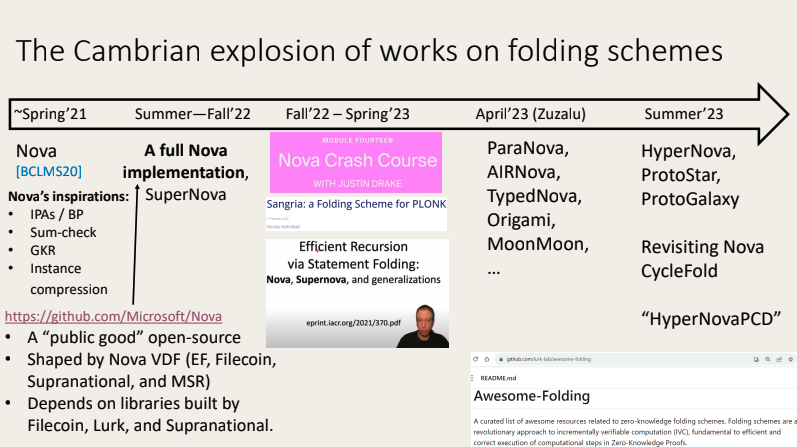 The Cambrian explosion of works on folding schemes
~Spring’21
Summer—Fall’22
Fall’22 – Spring’23
April’23 (Zuzalu)
Summer’23
Nova
[BCLMS20]
Nova’s inspirations:
• IPAs / BP
• Sum-check
• GKR
• Instance
compression
A full Nova
implementation,
SuperNova
https://github.com/Microsoft/Nova
• A “public good” open-source
• Shaped by Nova VDF (EF, Filecoin,
Supranational, and MSR)
• Depends on libraries built by
Filecoin, Lurk, and Supranational.
MODULE FOURTEEN
Nova Crash Course
WITH JUSTIN DRAKE
Sangria: a Folding Scheme for PLONK
Efficient Recursion
via Statement Folding:
Nova, Supernova, and generalizations
eprint.iacr.org/2021/370.pdf
ParaNova,
AIRNova,
TypedNova,
Origami,
MoonMoon,
...
HyperNova,
ProtoStar,
ProtoGalaxy
Revisiting Nova
CycleFold
“HyperNovaPCD”
github.com/lurk-lab/awesome-folding
README.md
Awesome-Folding
A curated list of awesome resources related to zero-knowledge folding schemes. Folding schemes are a
revolutionary approach to incrementally verifiable computation (IVC), fundamental to efficient and
correct execution of computational steps in Zero-Knowledge Proofs.